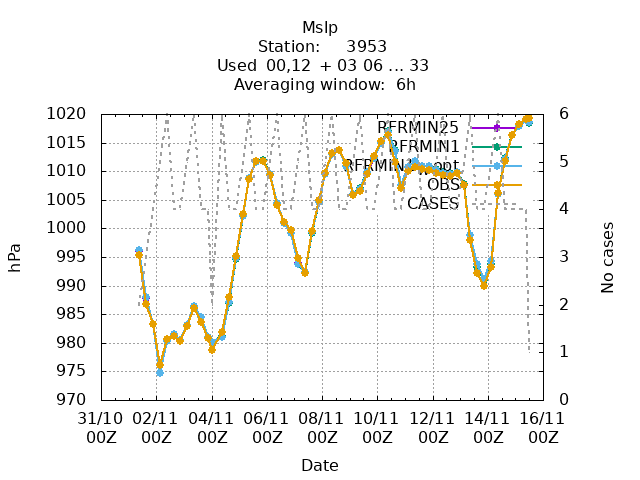 Mslp
Station: 3953
Used 00,12 + 03 06 ... 33
Averaging window: 6h
hPa
1020
1015
1010
1005
1000
995
990
985
980
975
970
6
5
4
3
2
1
0
No cases
RFRMIN25
RFRMIN1
OBS
CASES
31/10 02/11 04/11 06/11 08/11 10/11 12/11 14/11 16/11
00Z 00Z 00Z 00Z 00Z 00Z 00Z 00Z 00Z
Date